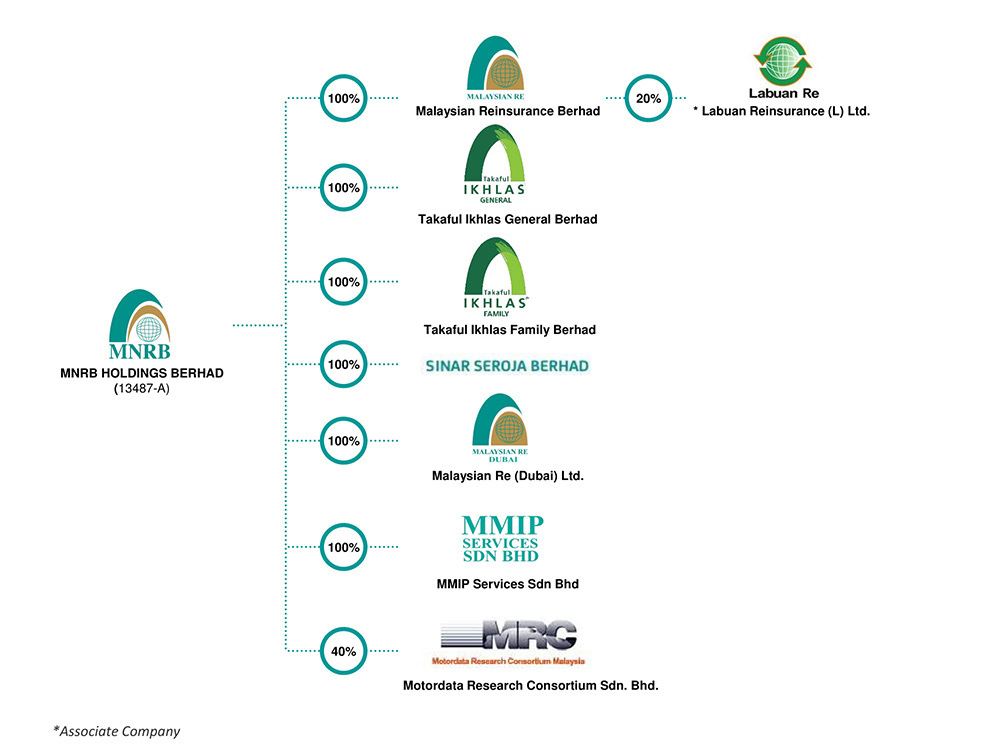 100%
MALAYSIAN RE
Malaysian Reinsurance Berhad
20%
Labuan Re
* Labuan Reinsurance (L) Ltd.
100%
Takaful
IKHLAS
GENERAL
Takaful Ikhlas General Berhad
100%
Takaful
IKHLAS
FAMILY
Takaful Ikhlas Family Berhad
MNRB
MNRB HOLDINGS BERHAD
(13487-A)
100%
SINAR SEROJA BERHAD
100%
MALAYSIAN RE
DUBAI
Malaysian Re (Dubai) Ltd.
100%
MMIP
SERVICES
SDN BHD
MMIP Services Sdn Bhd
40%
MRC
Motordata Research Consortium Malaysia
Motordata Research Consortium Sdn. Bhd.
*Associate Company